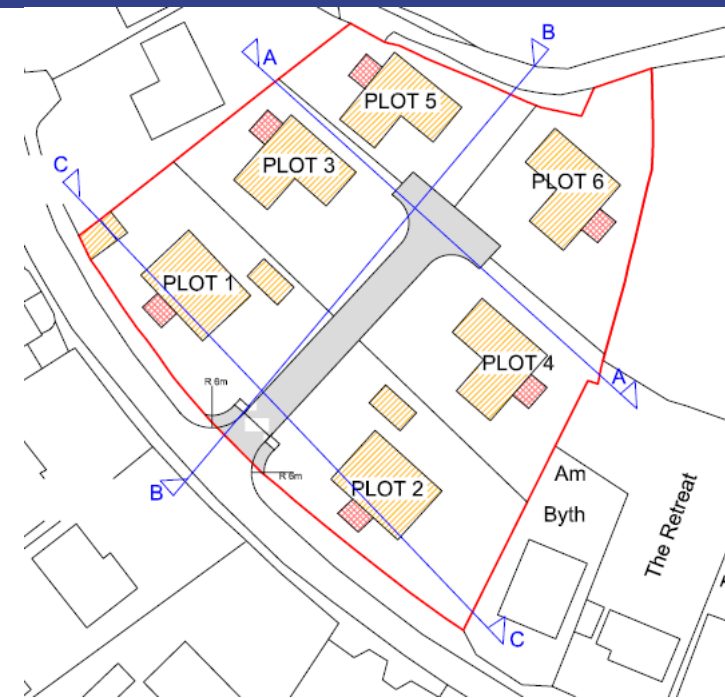 B
A
PLOT 5
PLOT 3
C
PLOT 6
PLOT 1
PLOT 4
R 6m
A
PLOT 2
Am
Byth
The Retreat
R 6m
B
C